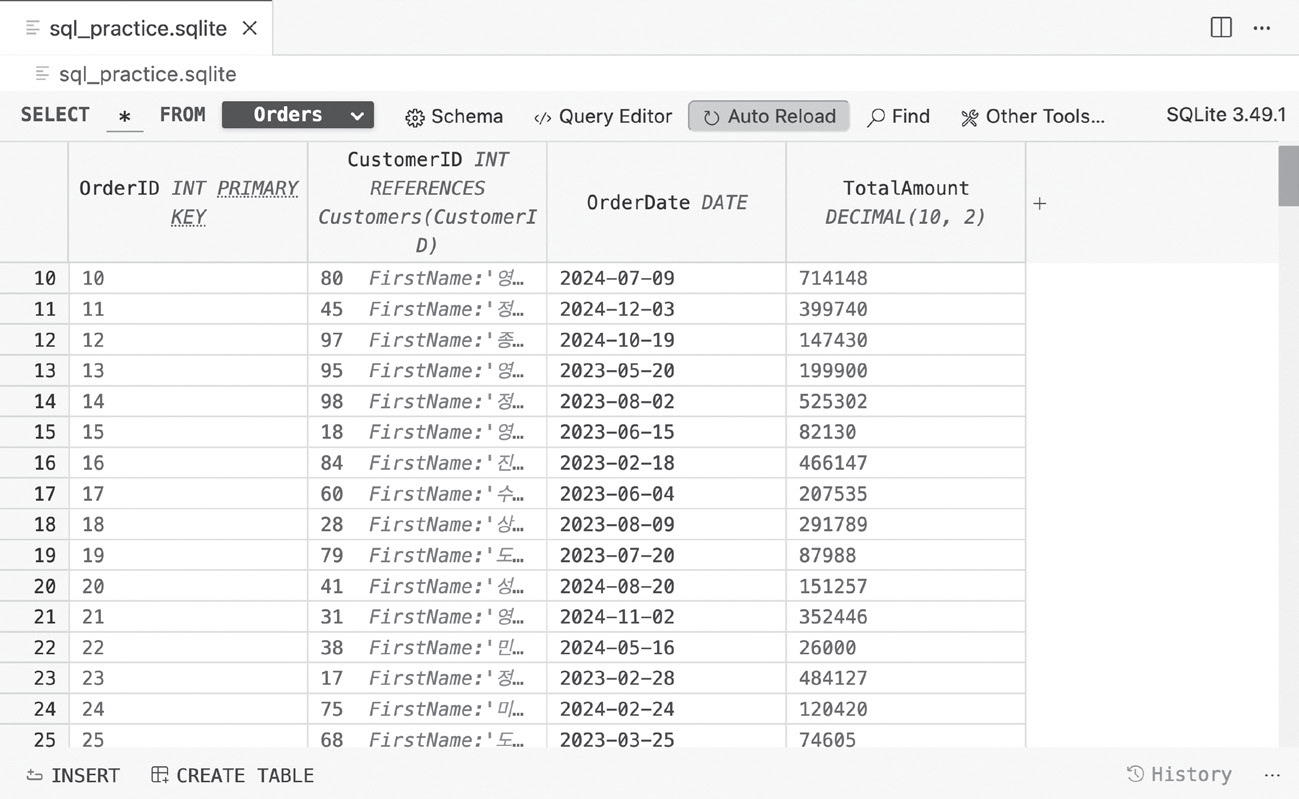 sql_practice.sqlite
sql_practice.sqlite
SELECT * FROM Orders Schema Query Editor Auto Reload Find Other Tools... SQLite 3.49.1
OrderID INT PRIMARY KEY
CustomerID INT REFERENCES Customers(CustomerID)
OrderDate DATE
TotalAmount DECIMAL(10, 2)
+
10 10 80 FirstName:'영… 2024-07-09 714148
11 11 45 FirstName:'정… 2024-12-03 399740
12 12 97 FirstName:'종… 2024-10-19 147430
13 13 95 FirstName:'영… 2023-05-20 199900
14 14 98 FirstName:'정… 2023-08-02 525302
15 15 18 FirstName:'영… 2023-06-15 82130
16 16 84 FirstName:'진… 2023-02-18 466147
17 17 60 FirstName:'수… 2023-06-04 207535
18 18 28 FirstName:'상… 2023-08-09 291789
19 19 79 FirstName:'도… 2023-07-20 87988
20 20 41 FirstName:'성… 2024-08-20 151257
21 21 31 FirstName:'영… 2024-11-02 352446
22 22 38 FirstName:'민… 2024-05-16 26000
23 23 17 FirstName:'정… 2023-02-28 484127
24 24 75 FirstName:'미… 2024-02-24 120420
25 25 68 FirstName:'도… 2023-03-25 74605
INSERT CREATE TABLE History ...